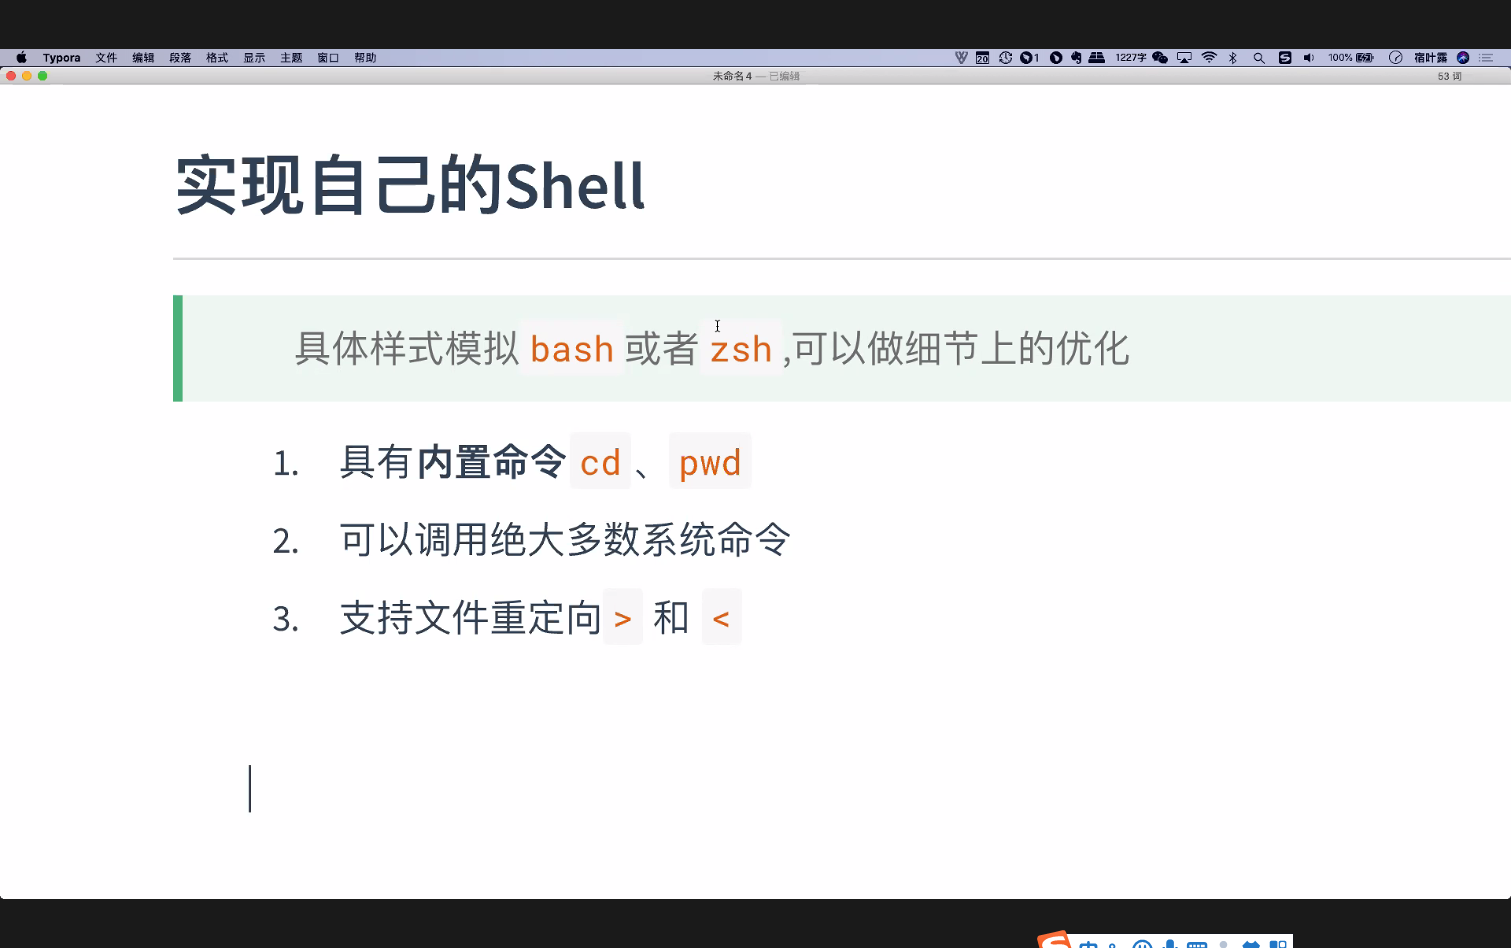 Typora 文件 编辑 段落 格式 显示 主题 窗口 帮助 20 1 1227字 100% 宿叶露
未命名 4 — 已编辑 53 词
实现自己的Shell
具体样式模拟 bash 或者 zsh ,可以做细节上的优化
1. 具有内置命令 cd 、 pwd
2. 可以调用绝大多数系统命令
3. 支持文件重定向 > 和 <